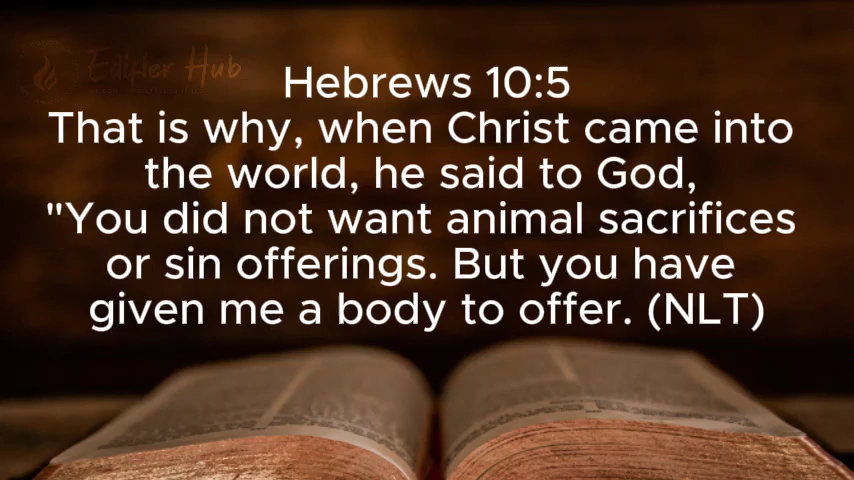 Edifier Hub
Hebrews 10:5
That is why, when Christ came into
the world, he said to God,
"You did not want animal sacrifices
or sin offerings. But you have
given me a body to offer. (NLT)